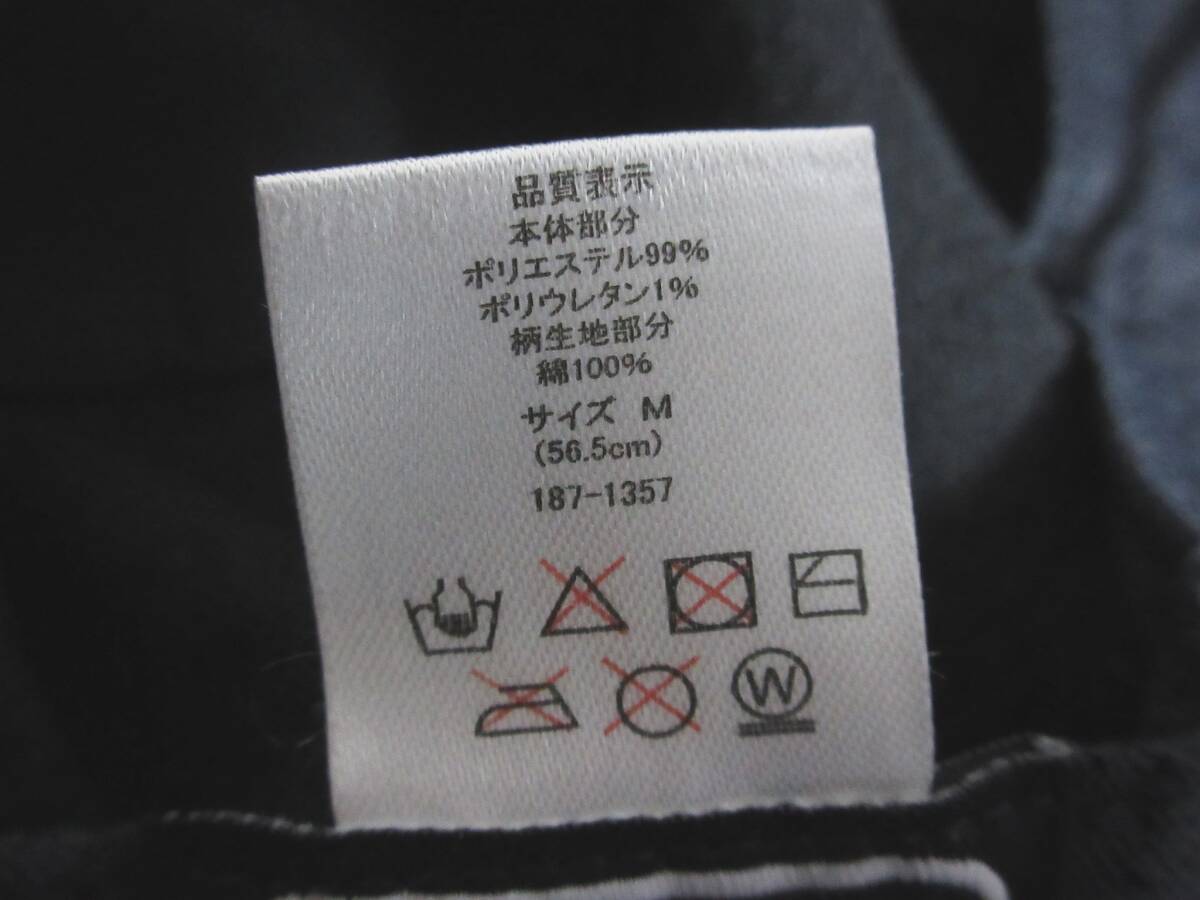 品質表示
本体部分
ポリエステル99%
ポリウレタン1%
柄生地部分
綿100%
サイズ M
(56.5cm)
187-1357
W